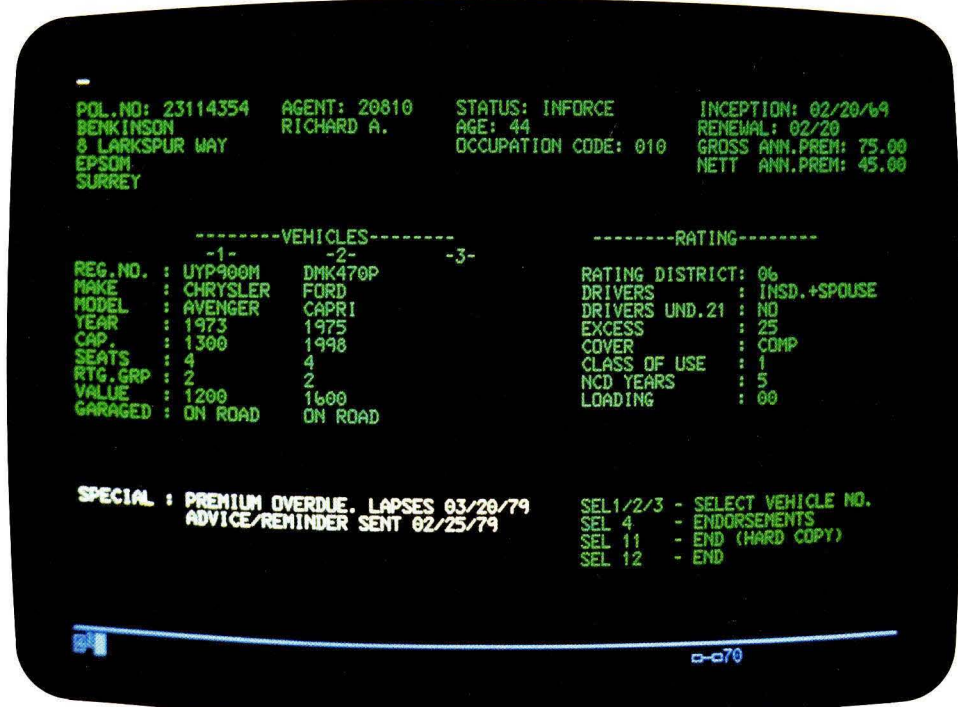 POL.NO: 23114354 AGENT: 20810 STATUS: INFORCE INCEPTION: 02/20/69
BENKINSON RICHARD A. AGE: 44 RENEWAL: 02/20
8 LARKSPUR WAY OCCUPATION CODE: 010 GROSS ANN.PREM: 75.00
EPSOM NETT ANN.PREM: 45.00
SURREY
--------VEHICLES-------- --------RATING--------
-1- -2- -3-
REG.NO. : UYP900M DMK470P RATING DISTRICT: 06
MAKE : CHRYSLER FORD DRIVERS : INSD.+SPOUSE
MODEL : AVENGER CAPRI DRIVERS UND.21 : NO
YEAR : 1973 1975 EXCESS : 25
CAP. : 1300 1998 COVER : COMP
SEATS : 4 4 CLASS OF USE : 1
RTG.GRP : 2 2 NCD YEARS : 5
VALUE : 1200 1600 LOADING : 00
GARAGED : ON ROAD ON ROAD
SPECIAL : PREMIUM OVERDUE. LAPSES 03/20/79 SEL1/2/3 - SELECT VEHICLE NO.
ADVICE/REMINDER SENT 02/25/79 SEL 4 - ENDORSEMENTS
SEL 11 - END (HARD COPY)
SEL 12 - END
70